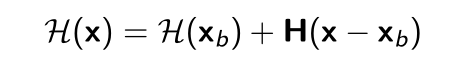 ℋ(𝐱) = ℋ(𝐱_b) + 𝐇(𝐱 − 𝐱_b)